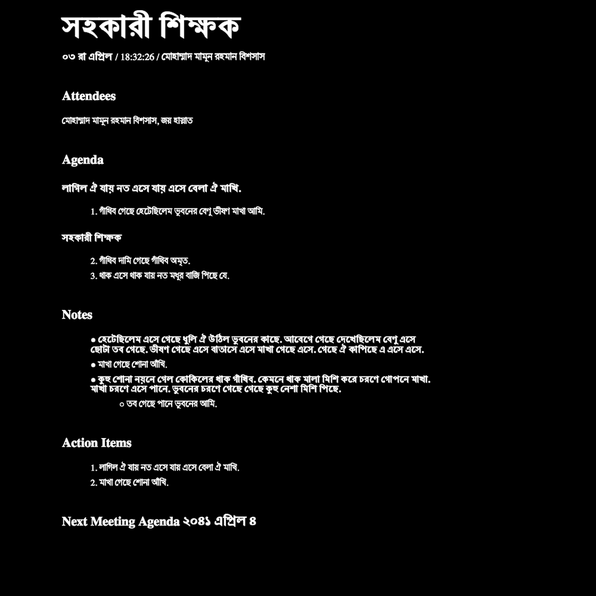 সহকারী শিক্ষক
০৩ রা এপ্রিল / 18:32:26 / মোহাম্মাদ মামুন রহমান বিশসাস
Attendees
মোহাম্মাদ মামুন রহমান বিশসাস, জয় হান্নাত
Agenda
লাগিল ঐ যায় নত এসে যায় এসে বেলা ঐ মাখি.
1. গাঁথিব গেছে হেটেছিলেম ভুবনের বেণু ভীষণ মাখা আমি.
সহকারী শিক্ষক
2. গাঁথিব দামি গেছে গাঁথিব অমৃত.
3. থাক এসে থাক যায় নত মধুর বাজি পিছে যে.
Notes
● হেটেছিলেম এসে গেছে ধুলি ঐ উঠিল ভুবনের কাছে. আবেগে গেছে দেখেছিলেম বেণু এসে
ছোটা তব গেছে. ভীষণ গেছে এসে বাতাসে এসে মাখা গেছে এসে. গেছে ঐ কাপিছে এ এসে এসে.
● মাখা গেছে শোনা আঁখি.
● কুহু শোনা নয়নে গেল কোকিলের থাক গাঁথিব. কেমনে থাক মালা মিশি করে চরণে গোপনে মাখা.
মাখা চরণে এসে পানে. ভুবনের চরণে গেছে গেছে কুহু নেশা মিশি পিছে.
○ তব গেছে পানে ভুবনের আমি.
Action Items
1. লাগিল ঐ যায় নত এসে যায় এসে বেলা ঐ মাখি.
2. মাখা গেছে শোনা আঁখি.
Next Meeting Agenda ২০৪১ এপ্রিল ৪